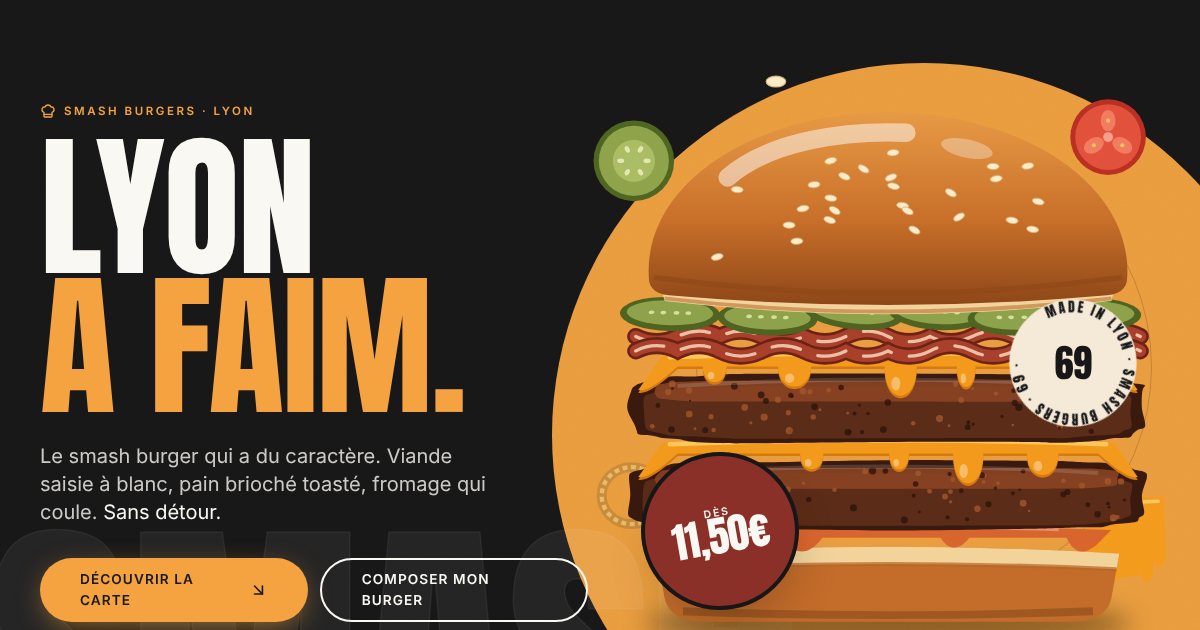 SMASH BURGERS · LYON
LYON
A FAIM.
Le smash burger qui a du caractère. Viande
saisie à blanc, pain brioché toasté, fromage qui
coule. Sans détour.
DÉCOUVRIR LA
CARTE
COMPOSER MON
BURGER
MADE IN LYON · SMASH BURGERS · 69 ·
69
DÈS
11,50€